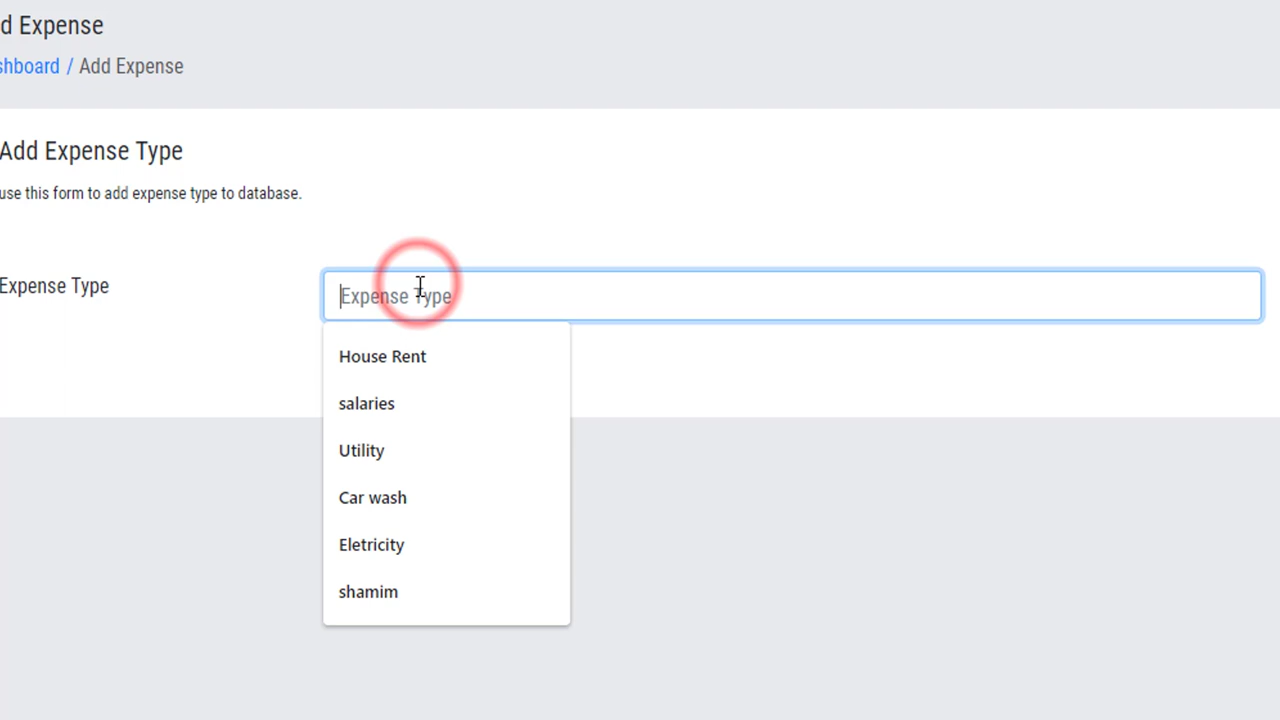 d Expense
shboard / Add Expense
Add Expense Type
use this form to add expense type to database.
Expense Type
Expense Type
House Rent
salaries
Utility
Car wash
Eletricity
shamim